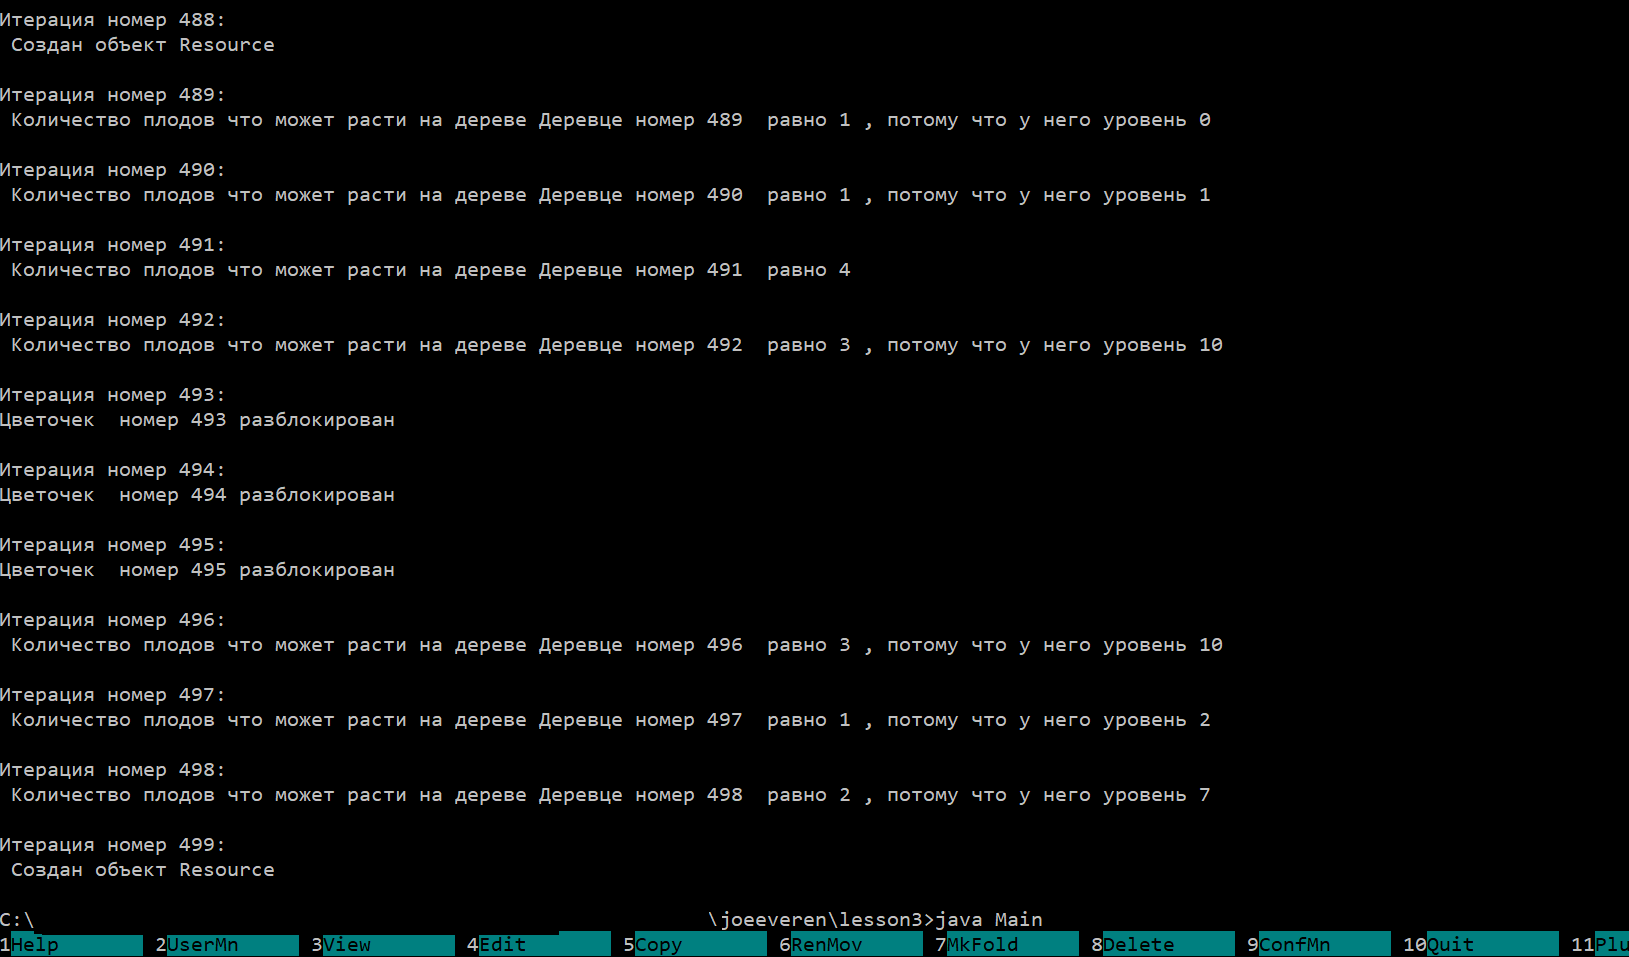 Итерация номер 488:
Создан объект Resource
Итерация номер 489:
Количество плодов что может расти на дереве Деревце номер 489  равно 1 , потому что у него уровень 0
Итерация номер 490:
Количество плодов что может расти на дереве Деревце номер 490  равно 1 , потому что у него уровень 1
Итерация номер 491:
Количество плодов что может расти на дереве Деревце номер 491  равно 4
Итерация номер 492:
Количество плодов что может расти на дереве Деревце номер 492  равно 3 , потому что у него уровень 10
Итерация номер 493:
Цветочек  номер 493 разблокирован
Итерация номер 494:
Цветочек  номер 494 разблокирован
Итерация номер 495:
Цветочек  номер 495 разблокирован
Итерация номер 496:
Количество плодов что может расти на дереве Деревце номер 496  равно 3 , потому что у него уровень 10
Итерация номер 497:
Количество плодов что может расти на дереве Деревце номер 497  равно 1 , потому что у него уровень 2
Итерация номер 498:
Количество плодов что может расти на дереве Деревце номер 498  равно 2 , потому что у него уровень 7
Итерация номер 499:
Создан объект Resource
C:\ \joeeveren\lesson3>java Main
1Help 2UserMn 3View 4Edit 5Copy 6RenMov 7MkFold 8Delete 9ConfMn 10Quit 11Plu